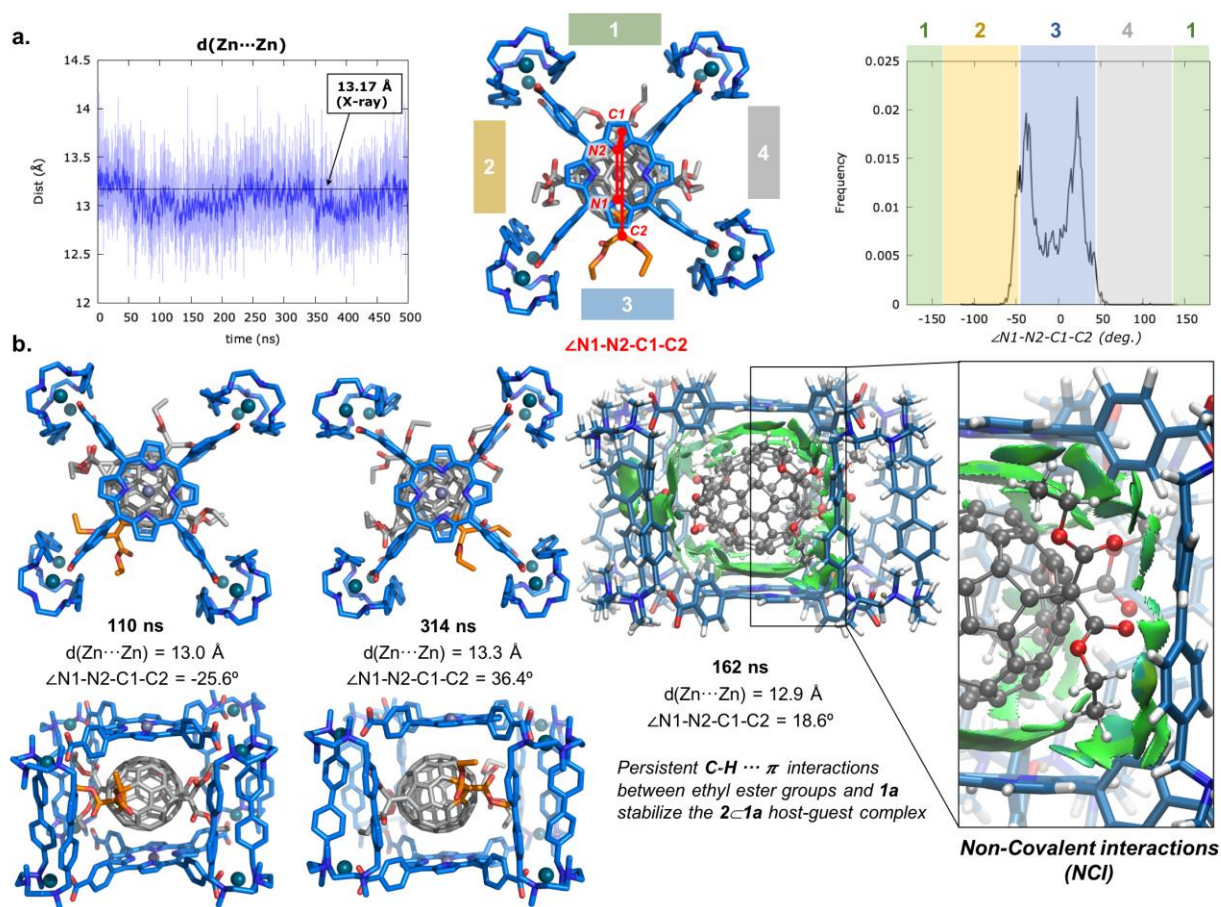 a.
d(Zn···Zn)
14.5
14
13.5
13
12.5
12
Dist (Å)
13.17 Å
(X-ray)
0 50 100 150 200 250 300 350 400 450 500
time (ns)
1
2
3
4
C1
N2
N1
C2
∠N1-N2-C1-C2
1 2 3 4 1
0.025
0.02
0.015
0.01
0.005
0
Frequency
-150 -100 -50 0 50 100 150
∠N1-N2-C1-C2 (deg.)
b.
110 ns
d(Zn···Zn) = 13.0 Å
∠N1-N2-C1-C2 = -25.6º
314 ns
d(Zn···Zn) = 13.3 Å
∠N1-N2-C1-C2 = 36.4º
162 ns
d(Zn···Zn) = 12.9 Å
∠N1-N2-C1-C2 = 18.6º
Persistent C-H ··· π interactions
between ethyl ester groups and 1a
stabilize the 2⊂1a host-guest complex
Non-Covalent interactions
(NCI)